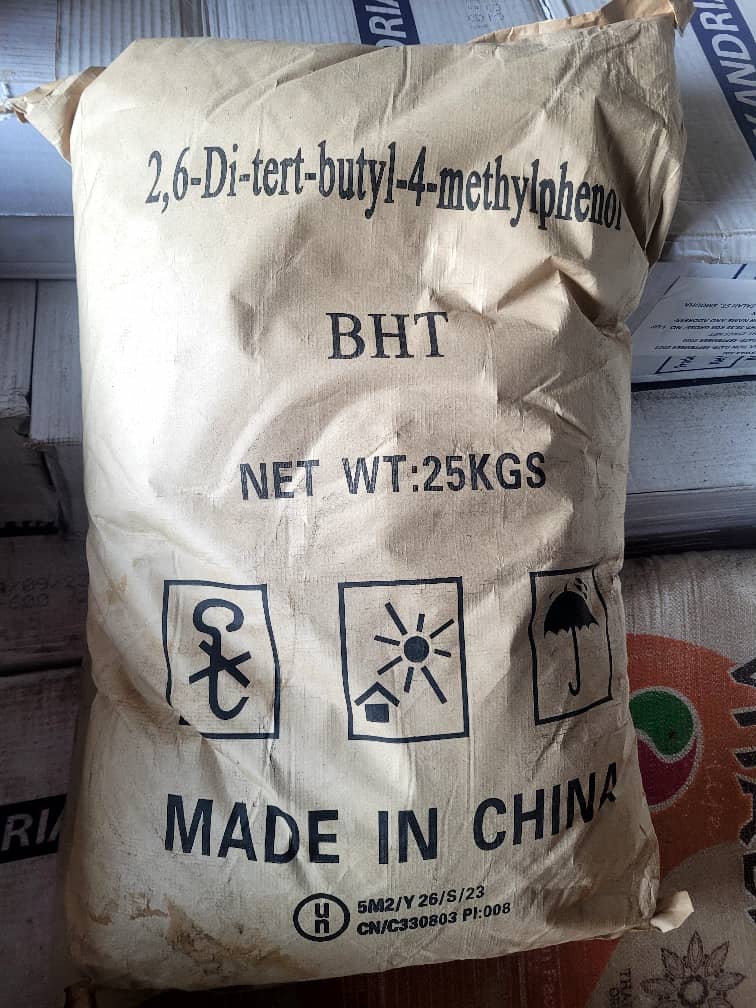 2,6-Di-tert-butyl-4-methylphenol
BHT
NET WT:25KGS
MADE IN CHINA
un
5M2/Y 26/S/23
CN/C330803 PI:008